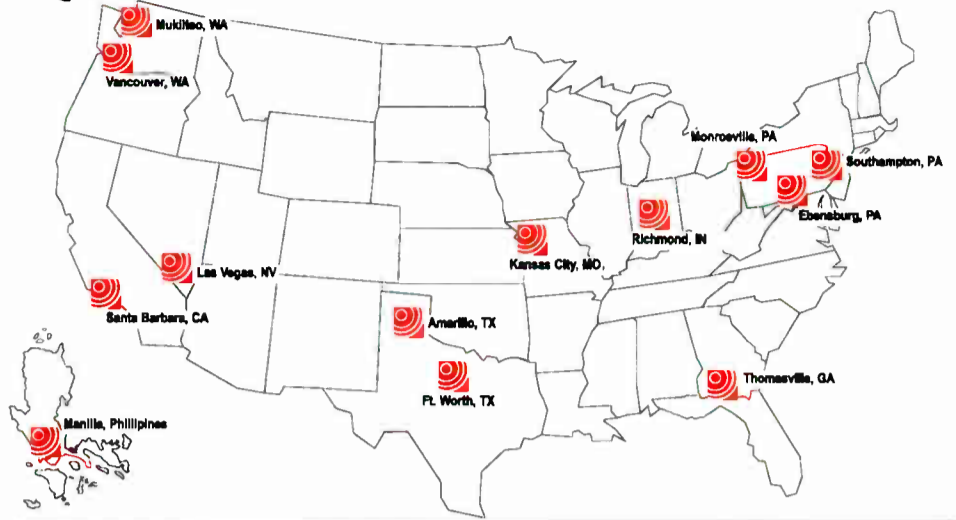 Mukilteo, WA
Vancouver, WA
Monroeville, PA
Southampton, PA
Ebensburg, PA
Richmond, IN
Kansas City, MO
Las Vegas, NV
Santa Barbara, CA
Amarillo, TX
Ft. Worth, TX
Thomasville, GA
Manilla, Phillipines